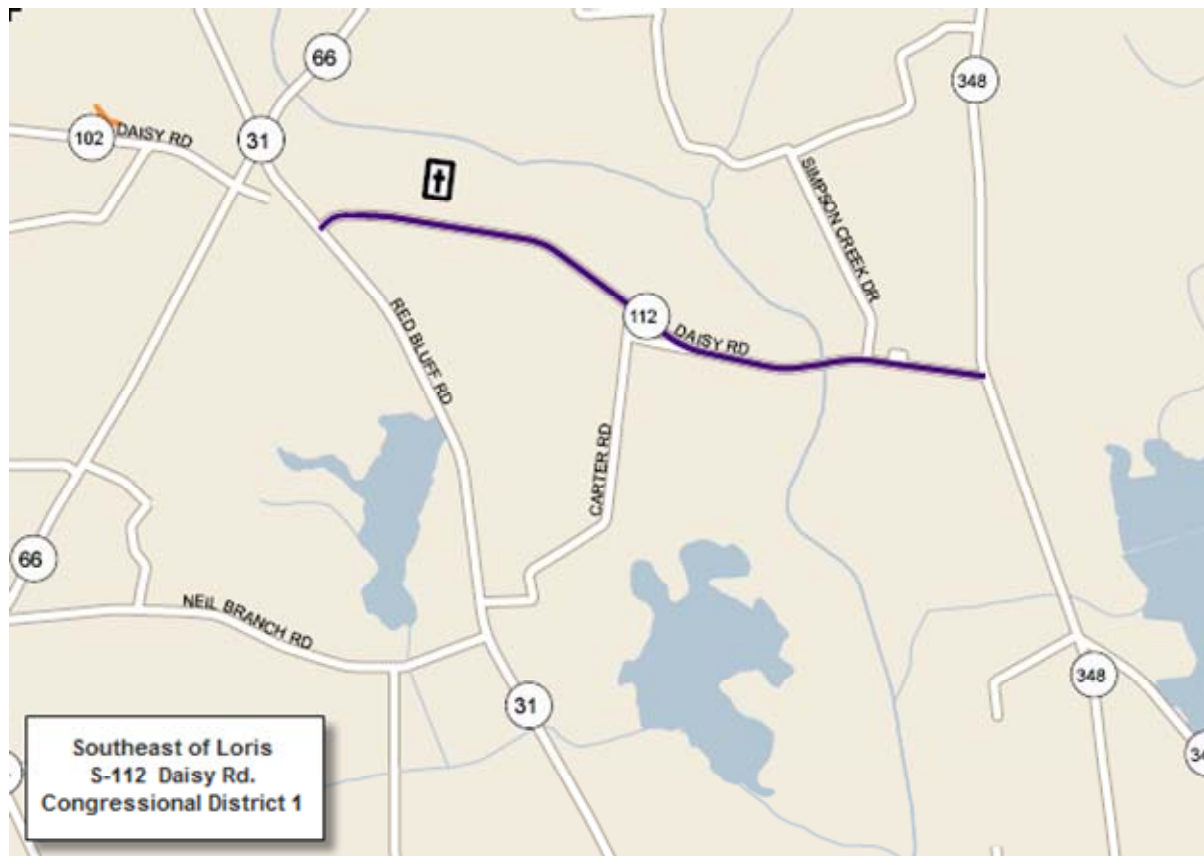 66
348
102
DAISY RD
31
SIMPSON CREEK DR
112
DAISY RD
RED BLUFF RD
CARTER RD
66
NEIL BRANCH RD
348
31
Southeast of Loris
S-112 Daisy Rd.
Congressional District 1